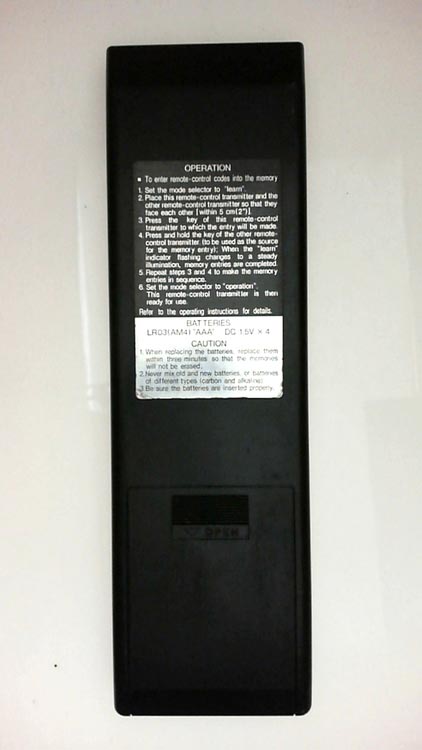 OPERATION
■ To enter remote-control codes into the memory
1. Set the mode selector to "learn".
2. Place this remote-control transmitter and the
other remote-control transmitter so that they
face each other [within 5 cm(2")].
3. Press the key of this remote-control
transmitter to which the entry will be made.
4. Press and hold the key of the other remote-
control transmitter. (to be used as the source
for the memory entry); When the "learn"
indicator flashing changes to a steady
illumination, memory entries are completed.
5. Repeat steps 3 and 4 to make the memory
entries in sequence.
6. Set the mode selector to "operation".
This remote-control transmitter is then
ready for use.
Refer to the operating instructions for details.
BATTERIES
LR03(AM4) "AAA" DC 1.5V × 4
CAUTION
1. When replacing the batteries, replace them
within three minutes so that the memories
will not be erased.
2. Never mix old and new batteries, or batteries
of different types (carbon and alkaline).
3. Be sure the batteries are inserted properly.
OPEN